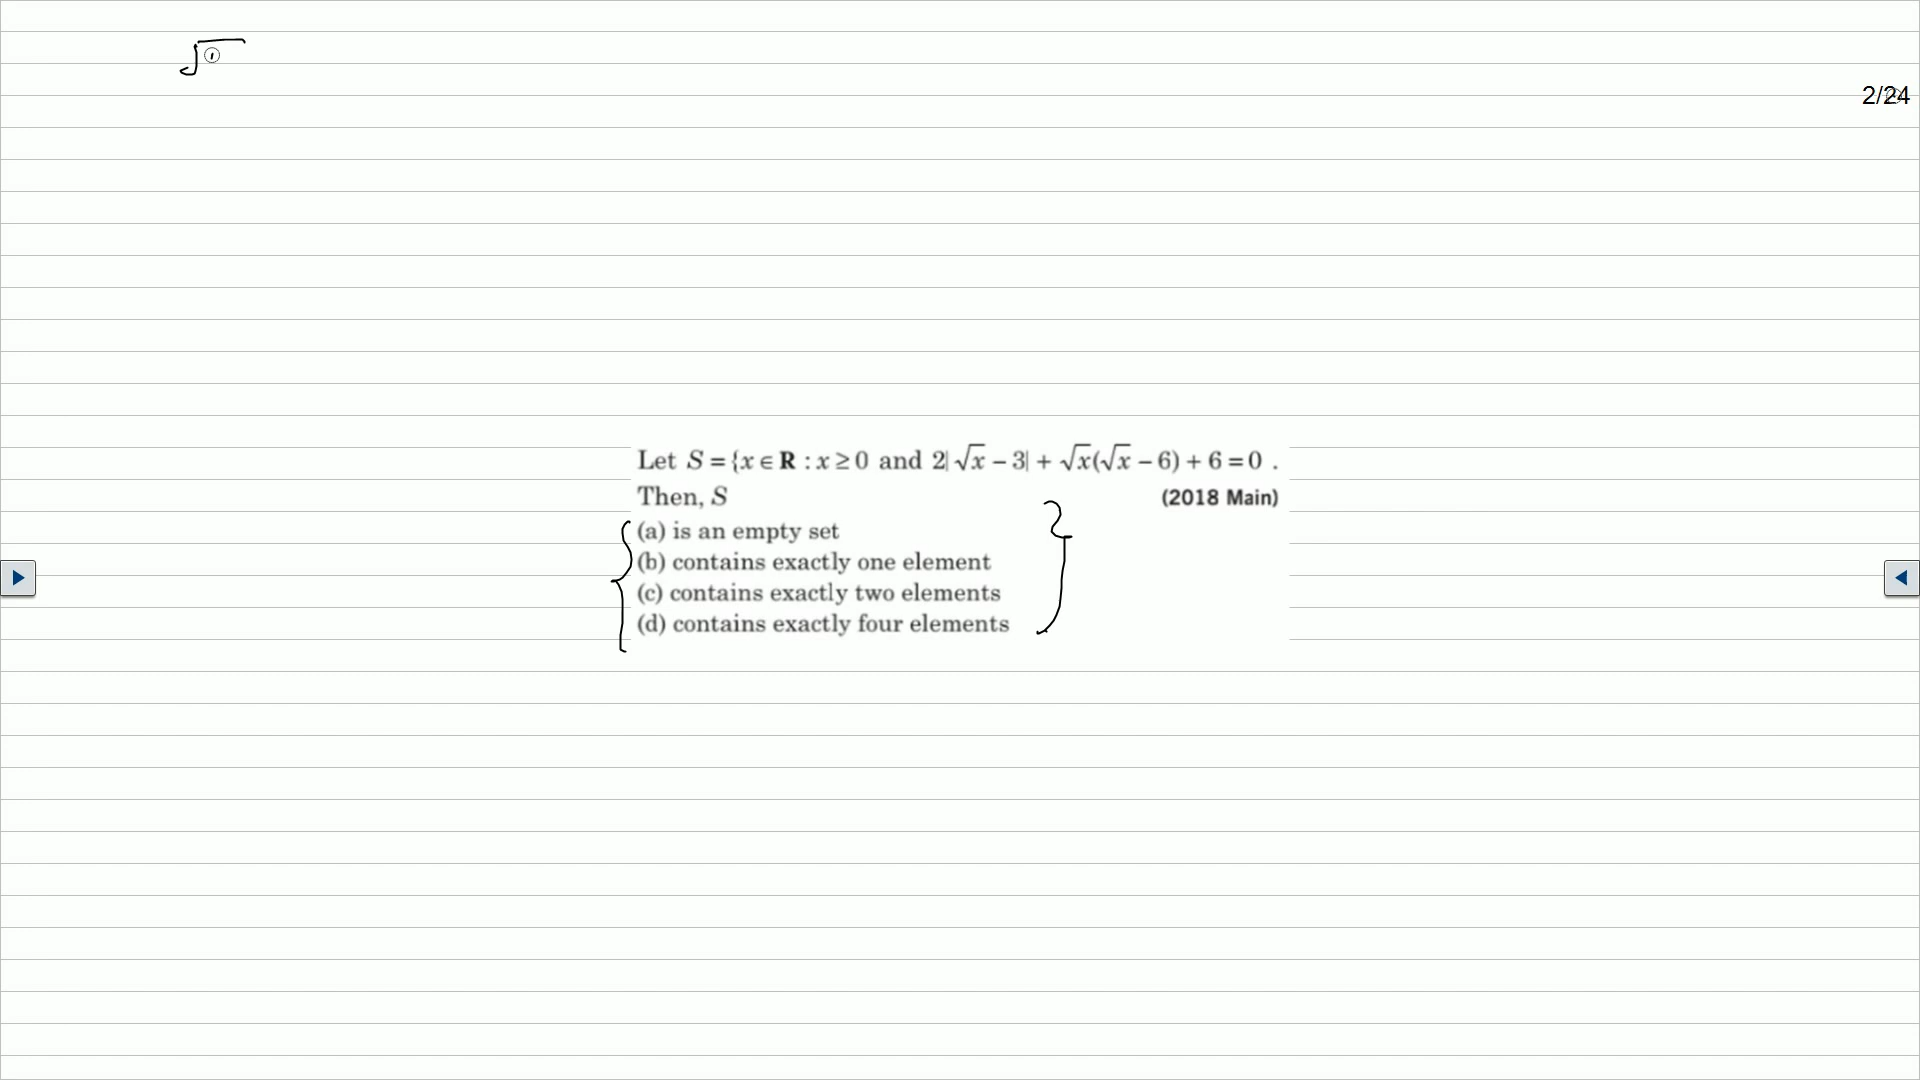 2/24
Let S = {x ∈ R : x ≥ 0 and 2|√x − 3| + √x(√x − 6) + 6 = 0 .
Then, S (2018 Main)
(a) is an empty set
(b) contains exactly one element
(c) contains exactly two elements
(d) contains exactly four elements